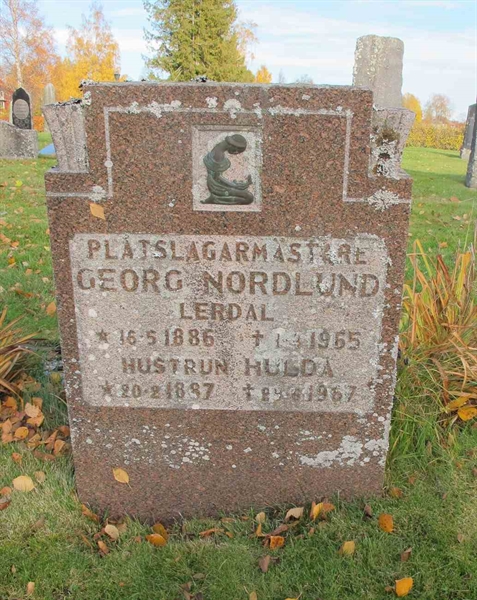 PLÅTSLAGARMÄSTARE
GEORG NORDLUND
LERDAL
* 16-5 1886 † 1965
HUSTRUN HULDA
* 20-2 1887 † 1967